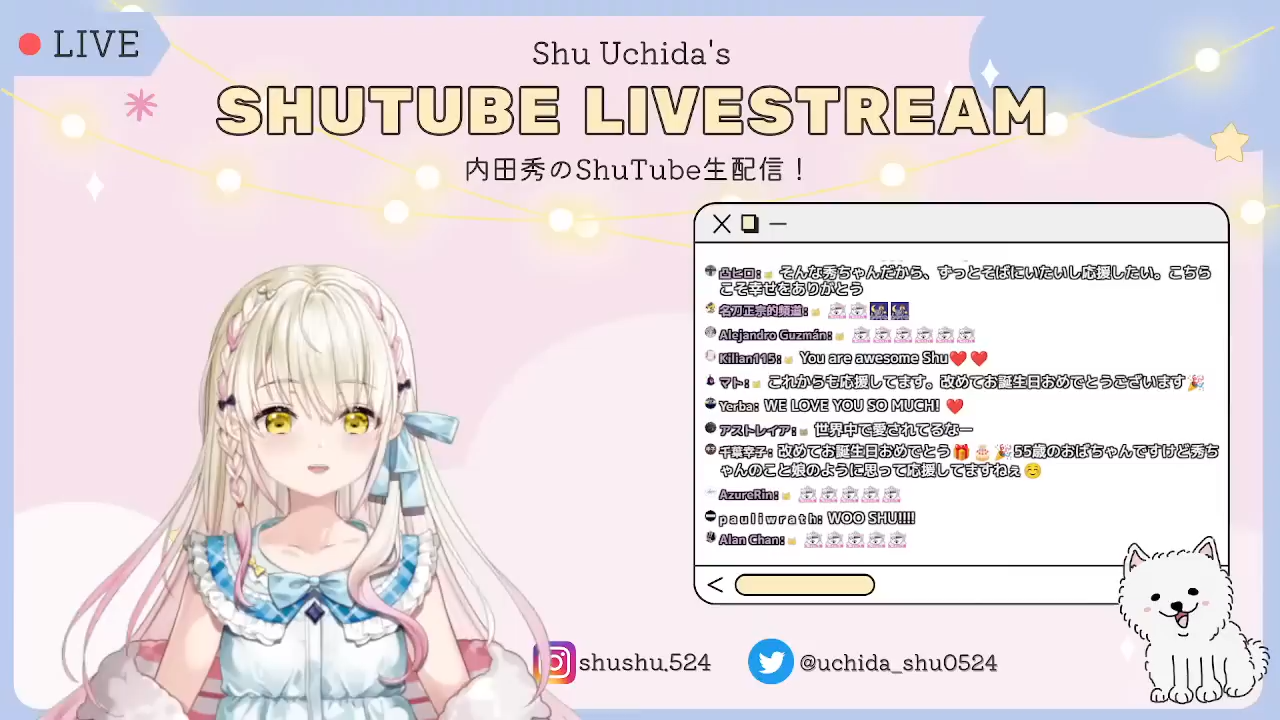 LIVE
Shu Uchida's
SHUTUBE LIVESTREAM
内田秀のShuTube生配信！
凸ヒロ: そんな秀ちゃんだから、ずっとそばにいたいし応援したい。こちら
こそ幸せをありがとう
名刀正宗的頻道:
Alejandro Guzmán:
Kilian115: You are awesome Shu❤️❤️
マト: これからも応援してます。改めてお誕生日おめでとうございます🎉
Yerba: WE LOVE YOU SO MUCH! ❤️
アストレイア: 世界中で愛されてるなー
千葉幸子: 改めてお誕生日おめでとう🎁🎂🎉55歳のおばちゃんですけど秀ち
ゃんのこと娘のように思って応援してますねぇ☺️
AzureRin:
pauliwrath: WOO SHU!!!!
Alan Chan:
shushu.524
@uchida_shu0524